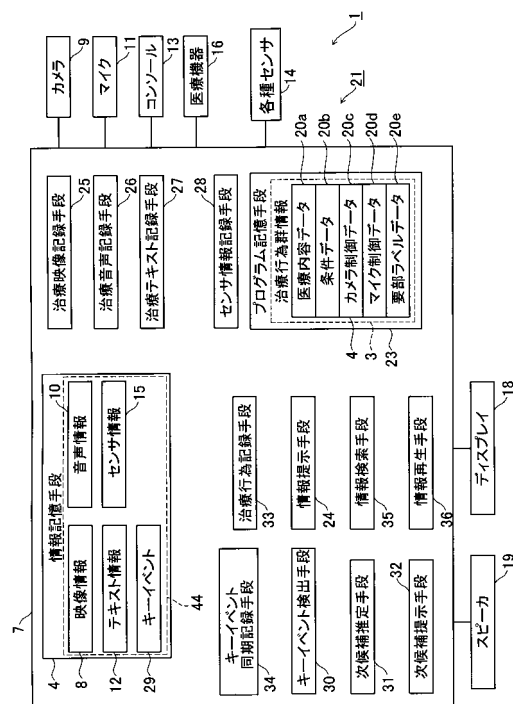 1
21
7
カメラ
9
マイク
11
コンソール
13
医療機器
16
各種センサ
14
治療映像記録手段
25
治療音声記録手段
26
治療テキスト記録手段
27
センサ情報記録手段
28
プログラム記憶手段
治療行為群情報
医療内容データ
20a
条件データ
20b
カメラ制御データ
20c
マイク制御データ
20d
要部ラベルデータ
20e
4
3
23
情報記憶手段
4
映像情報
8
音声情報
10
テキスト情報
12
センサ情報
15
キーイベント
29
44
治療行為記録手段
33
情報提示手段
24
情報検索手段
35
情報再生手段
36
キーイベント
同期記録手段
34
キーイベント検出手段
30
次候補推定手段
31
次候補提示手段
32
ディスプレイ
18
スピーカ
19